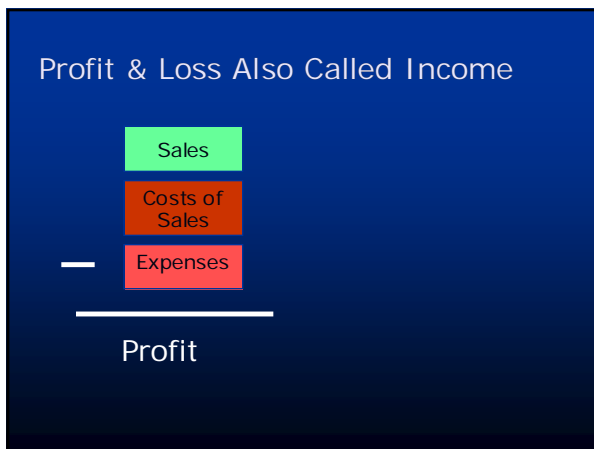 Profit & Loss Also Called Income
Sales
Costs of
Sales
Expenses
Profit